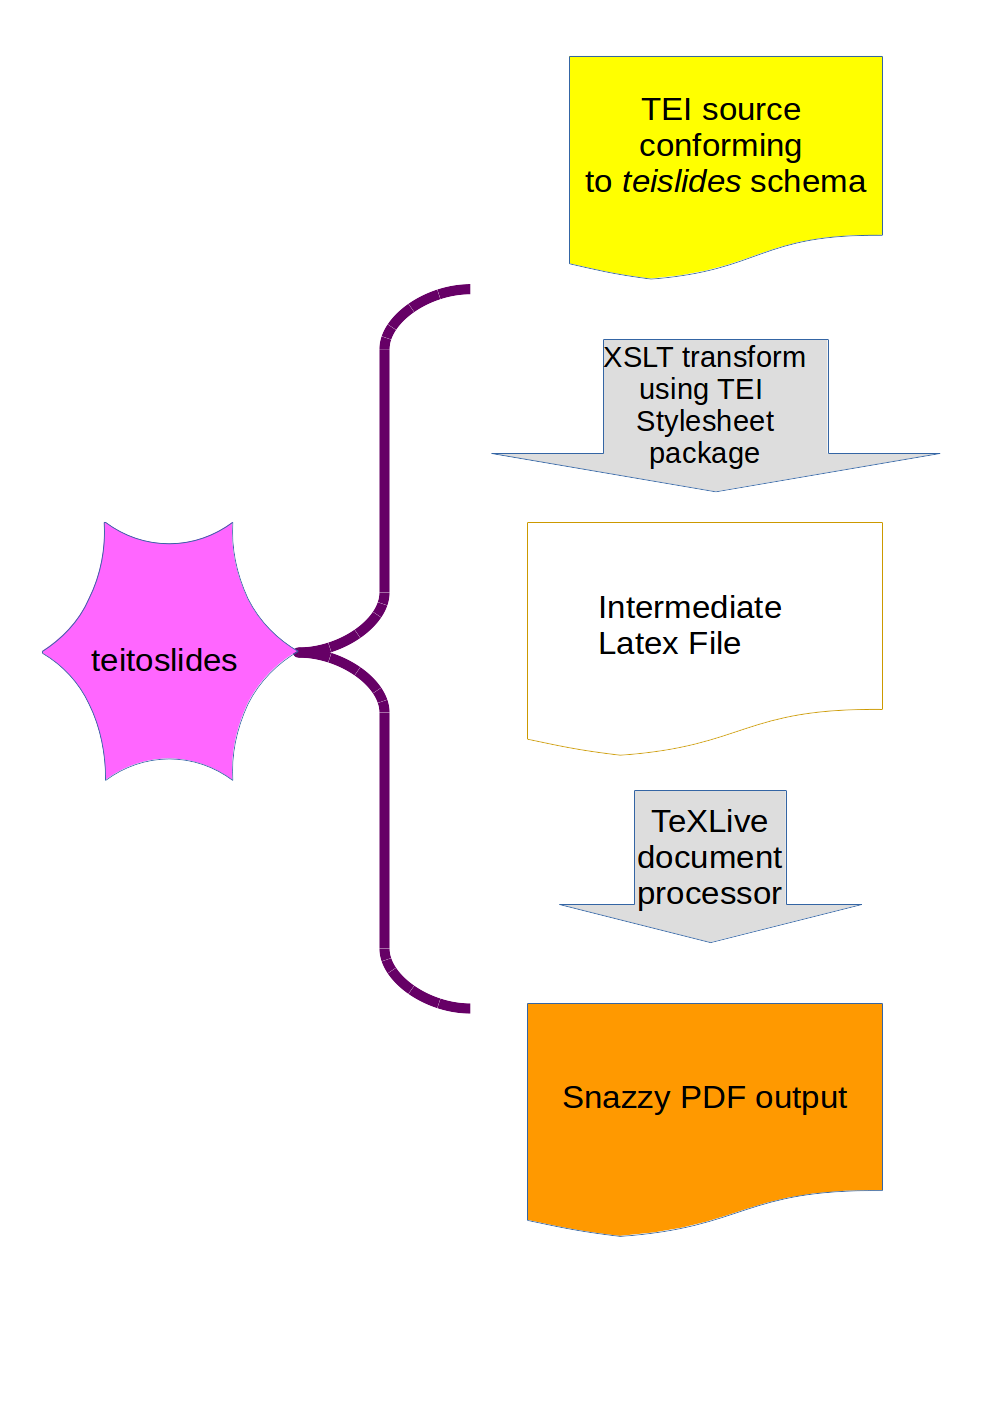 TEI source
conforming
to teislides schema
XSLT transform
using TEI
Stylesheet
package
Intermediate
Latex File
teitoslides
TeXLive
document
processor
Snazzy PDF output